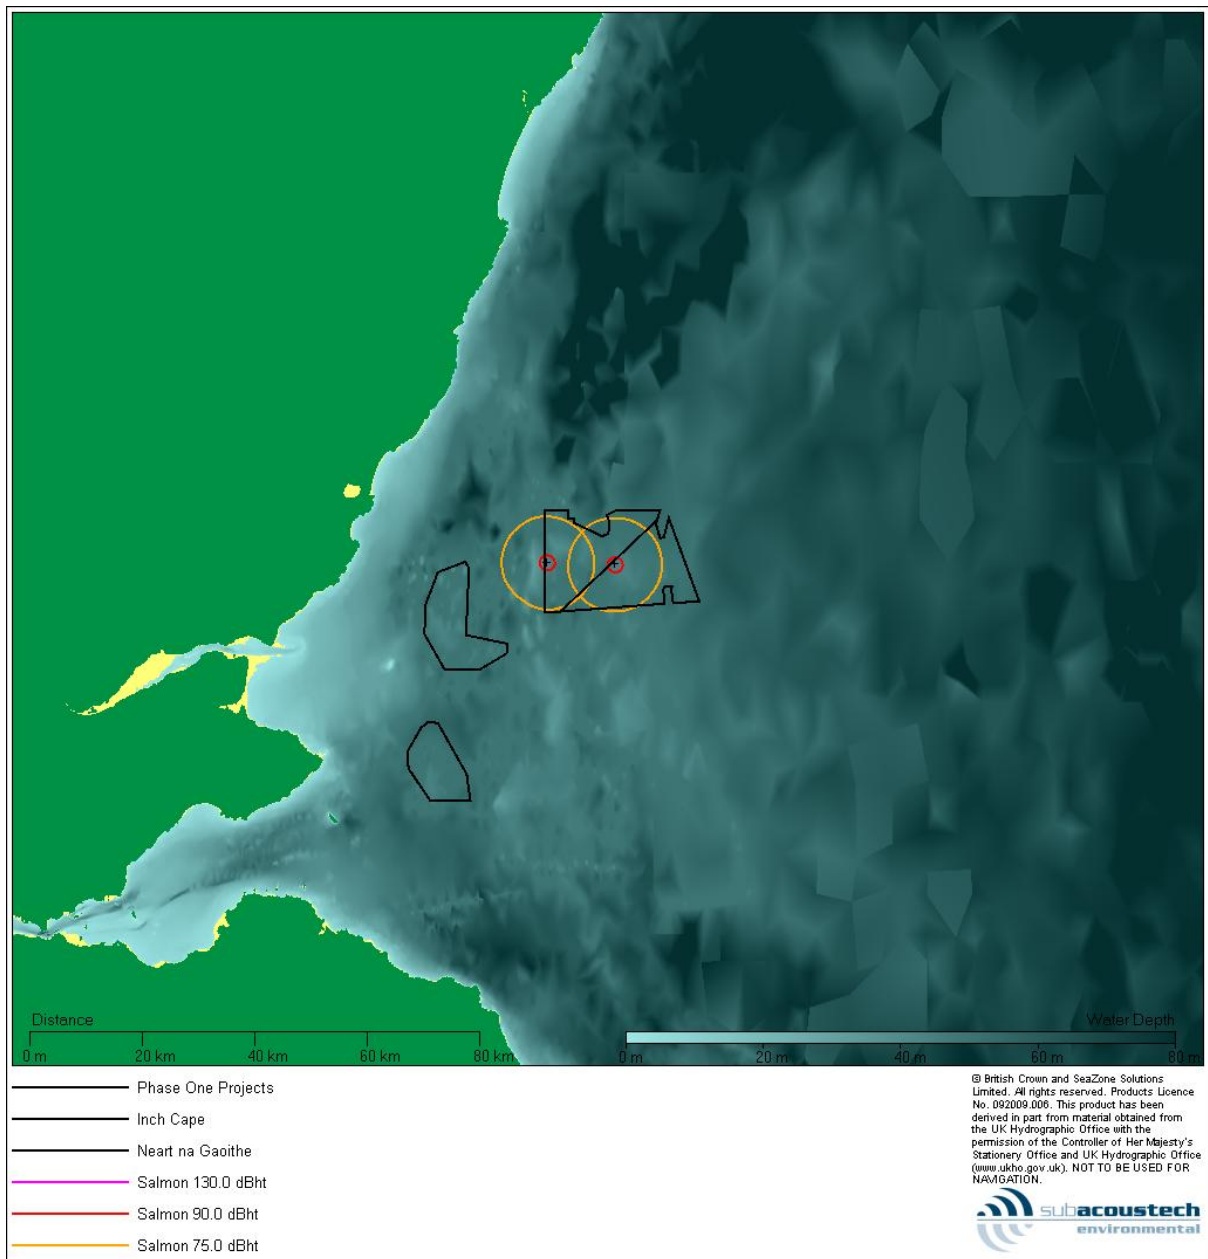 Distance
0 m 20 km 40 km 60 km 80 km
Water Depth
0 m 20 m 40 m 60 m 80 m
Phase One Projects
Inch Cape
Neart na Gaoithe
Salmon 130.0 dBht
Salmon 90.0 dBht
Salmon 75.0 dBht
© British Crown and SeaZone Solutions
Limited. All rights reserved. Products Licence
No. 092009.006. This product has been
derived in part from material obtained from
the UK Hydrographic Office with the
permission of the Controller of Her Majesty's
Stationery Office and UK Hydrographic Office
(www.ukho.gov.uk). NOT TO BE USED FOR
NAVIGATION.
subacoustech
environmental